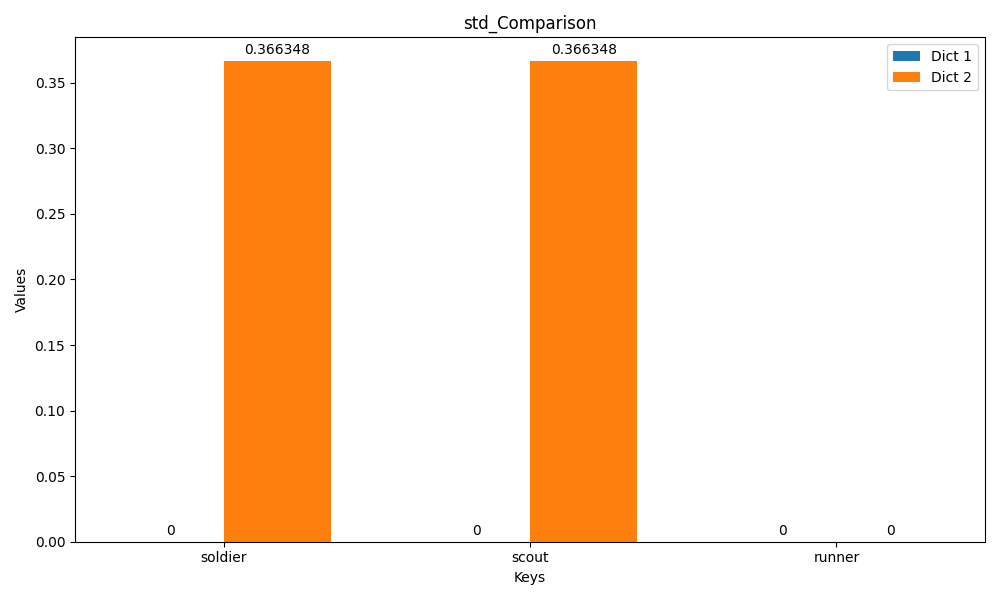 std_Comparison
Dict 1
Dict 2
Values
0.35
0.30
0.25
0.20
0.15
0.10
0.05
0.00
0.366348
0.366348
0
0
0
0
soldier
scout
runner
Keys